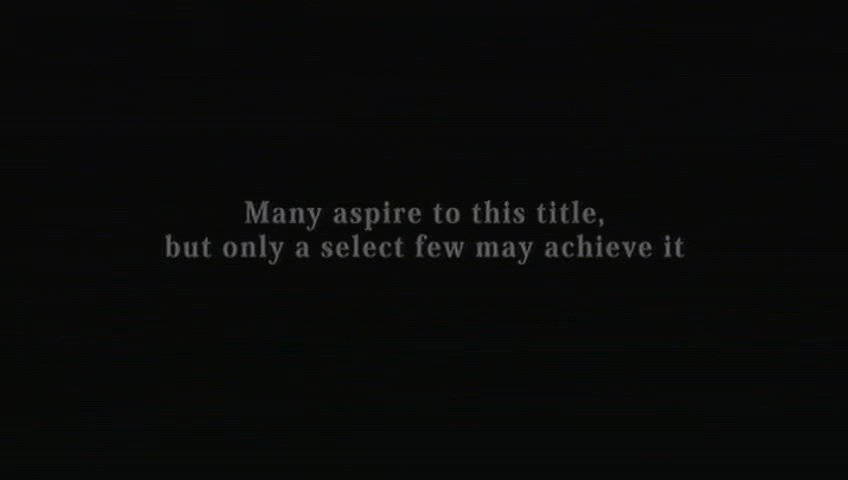 Many aspire to this title,
but only a select few may achieve it